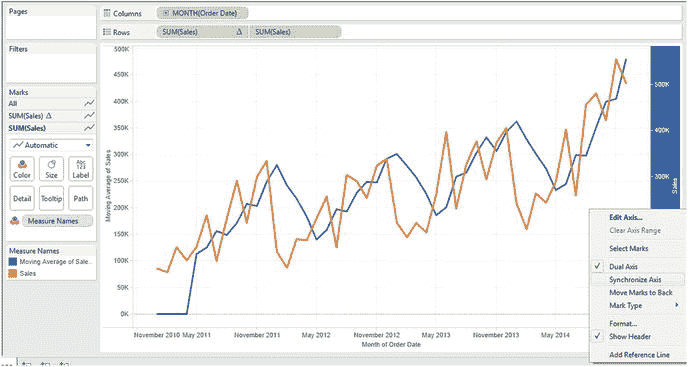 Pages
Columns
MONTH(Order Date)
Rows
SUM(Sales) Δ
SUM(Sales)
Filters
Marks
All
SUM(Sales) Δ
SUM(Sales)
Automatic
Color
Size
Abc
123
Label
Detail
Tooltip
Path
Measure Names
Measure Names
Moving Average of Sale..
Sales
Moving Average of Sales
500K
450K
400K
350K
300K
250K
200K
150K
100K
50K
0K
November 2010
May 2011
November 2011
May 2012
November 2012
May 2013
November 2013
May 2014
Month of Order Date
500K
400K
300K
Sales
Edit Axis...
Clear Axis Range
Select Marks
Dual Axis
Synchronize Axis
Move Marks to Back
Mark Type
Format...
Show Header
Add Reference Line